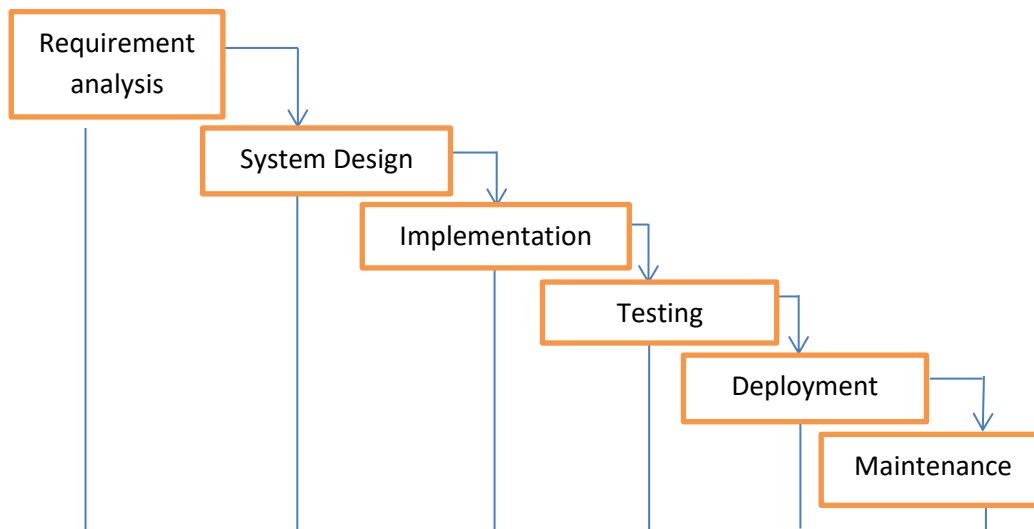 Requirement
analysis
System Design
Implementation
Testing
Deployment
Maintenance